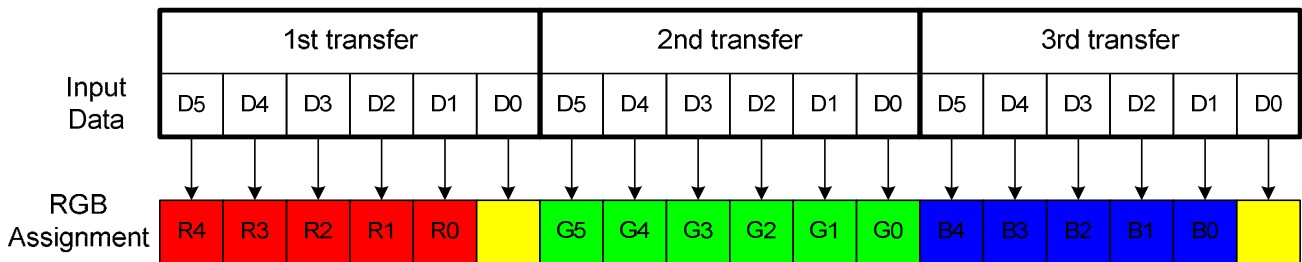 1st transfer 2nd transfer 3rd transfer
Input Data
D5 D4 D3 D2 D1 D0 D5 D4 D3 D2 D1 D0 D5 D4 D3 D2 D1 D0
RGB Assignment
R4 R3 R2 R1 R0 G5 G4 G3 G2 G1 G0 B4 B3 B2 B1 B0